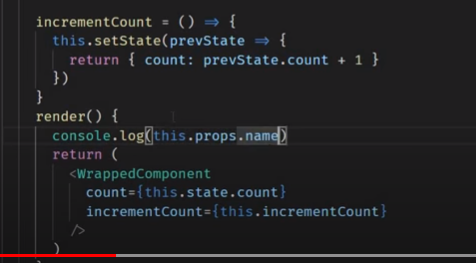 incrementCount = () => {
this.setState(prevState => {
return { count: prevState.count + 1 }
})
}
render() {
console.log(this.props.name)
return (
<WrappedComponent
count={this.state.count}
incrementCount={this.incrementCount}
/>
)